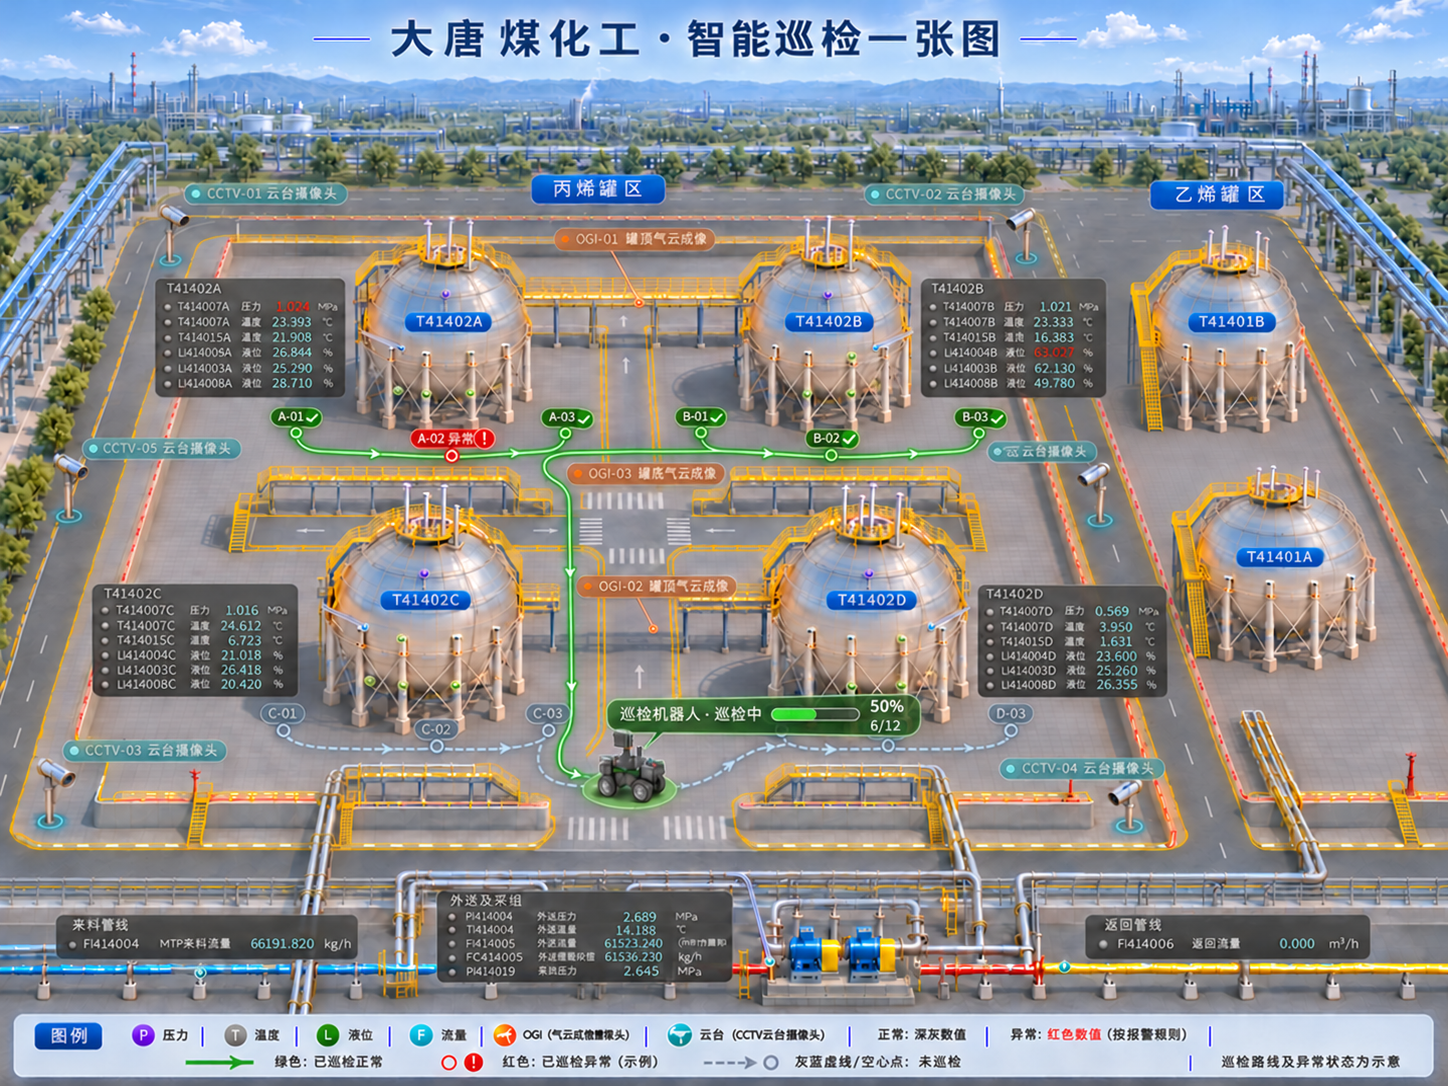 大唐 煤化工·智能巡检一张图
CCTV-01 云台摄像头
丙烯罐区
CCTV-02 云台摄像头
乙烯罐区
OGI-01 罐顶气云成像
T41402A
T414007A 压力 1.024 MPa
T414007A 温度 23.993 ℃
T414015A 温度 21.908 ℃
LI414006A 液位 26.844 %
LI414003A 液位 25.290 %
LI414008A 液位 28.710 %
T41402A
T41402B
T41402B
T414007B 压力 1.021 MPa
T414007B 温度 23.333 ℃
T414015B 16.383 ℃
LI414004B 液位 63.027 %
LI414003B 液位 62.130 %
LI414008B 液位 49.780 %
T41401B
A-01
A-02 异常
A-03
B-01
B-02
B-03
CCTV-05 云台摄像头
云台摄像头
OGI-03 罐底气云成像
OGI-02 罐顶气云成像
T41401A
T41402C
T414007C 压力 1.016 MPa
T414007C 温度 24.612 ℃
T414015C 温度 6.723 ℃
LI414004C 液位 21.018 %
LI414003C 液位 26.418 %
LI414008C 液位 20.420 %
T41402C
T41402D
T41402D
T414007D 压力 0.569 MPa
T414007D 温度 3.950 ℃
T414015D 温度 1.631 ℃
LI414004D 液位 23.600 %
LI414003D 液位 25.260 %
LI414008D 液位 26.355 %
C-01
C-02
C-03
巡检机器人·巡检中 50%
6/12
D-03
CCTV-03 云台摄像头
CCTV-04 云台摄像头
来料管线
FI414004 MTP来料流量 66191.820 kg/h
外送及采组
PI414004 外送压力 2.689 MPa
TI414004 外送温量 14.188 ℃
FI414005 外送流量 61523.240
FC414005 61536.230 kg/h
PI414019 压力 2.645 MPa
返回管线
FI414006 返回流量 0.000 m³/h
图例
P 压力
T 温度
L 液位
F 流量
OGI
云台 (CCTV云台摄像头)
正常: 深灰数值
异常: 红色数值 (按报警规则)
绿色: 已巡检正常
! 红色: 已巡检异常 (示例)
灰蓝虚线/空心点: 未巡检
巡检路线及异常状态为示意